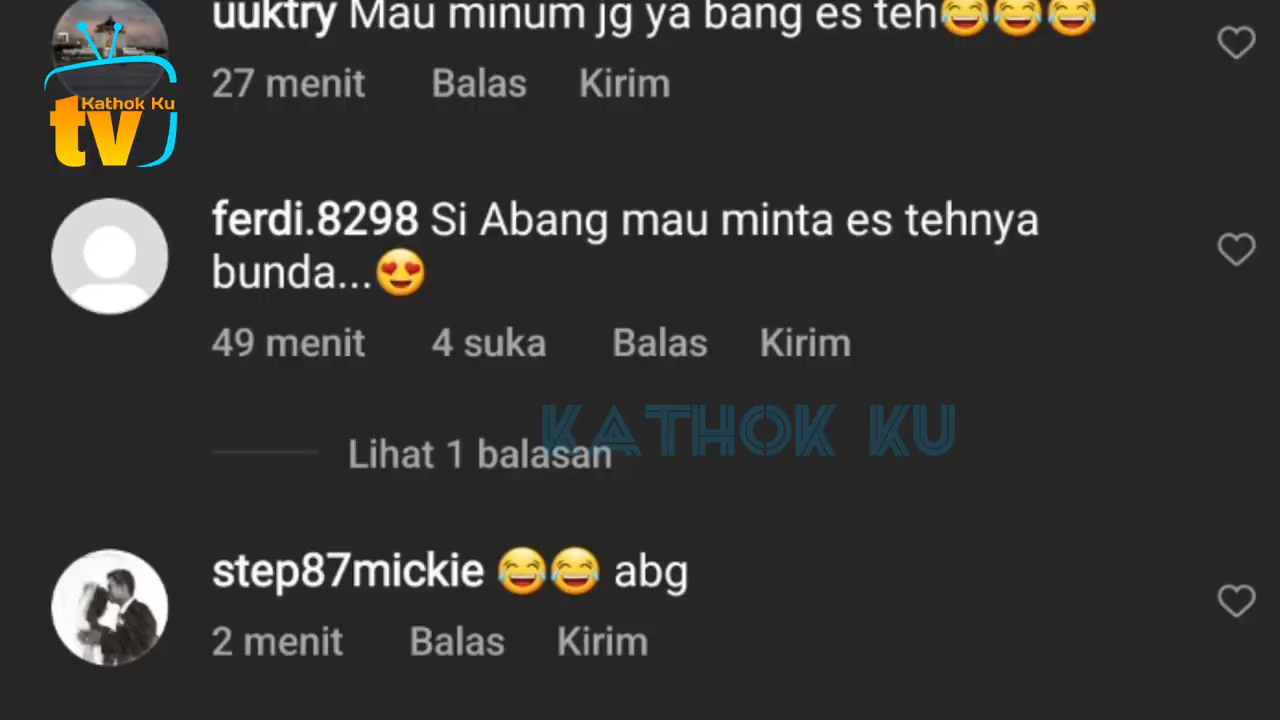 uuktry Mau minum jg ya bang es teh😂😂😂
27 menit Balas Kirim
Kathok Ku
tv
ferdi.8298 Si Abang mau minta es tehnya
bunda...😍
49 menit 4 suka Balas Kirim
KATHOK KU
Lihat 1 balasan
step87mickie 😂😂 abg
2 menit Balas Kirim